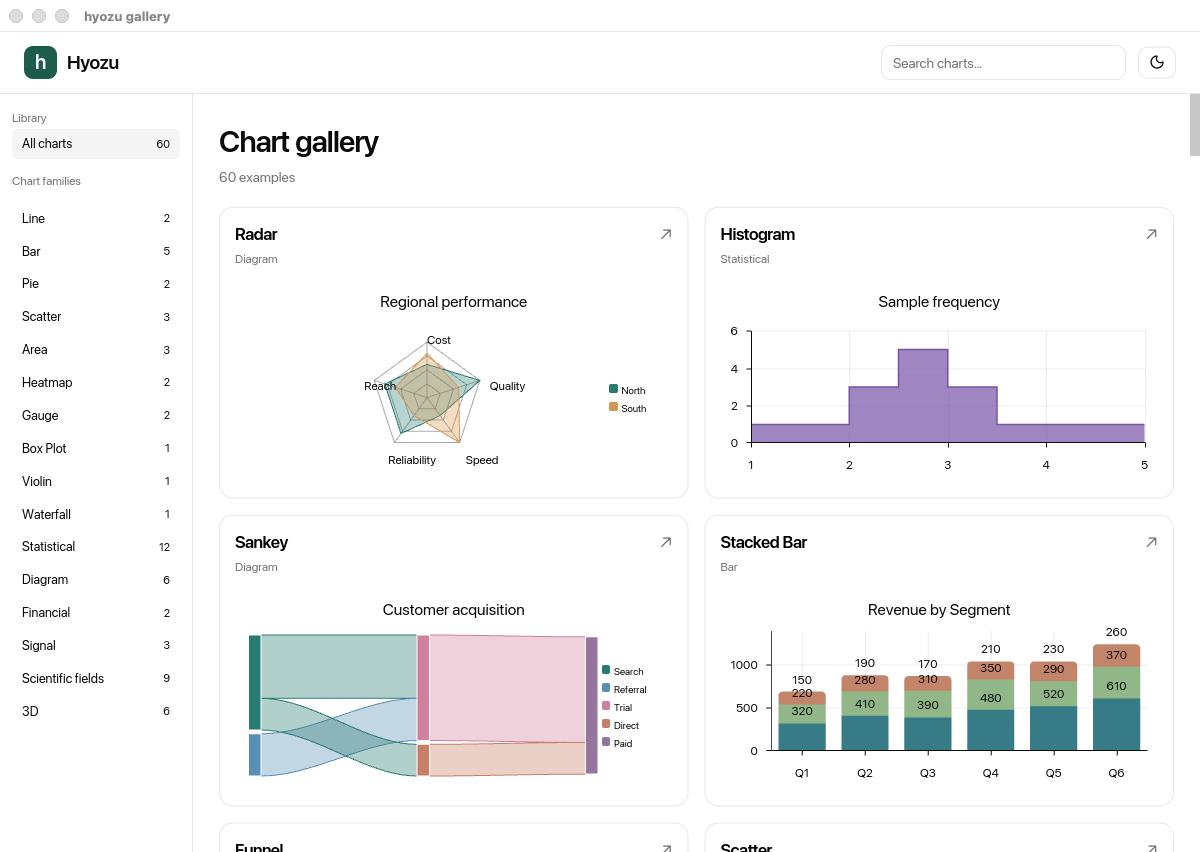 hyozu gallery
h Hyozu
Search charts...
Library
All charts 60
Chart families
Line 2
Bar 5
Pie 2
Scatter 3
Area 3
Heatmap 2
Gauge 2
Box Plot 1
Violin 1
Waterfall 1
Statistical 12
Diagram 6
Financial 2
Signal 3
Scientific fields 9
3D 6
Chart gallery
60 examples
Radar
Diagram
Regional performance
Cost
Reach
Quality
Reliability
Speed
North
South
Histogram
Statistical
Sample frequency
6
4
2
0
1 2 3 4 5
Sankey
Diagram
Customer acquisition
Search
Referral
Trial
Direct
Paid
Stacked Bar
Bar
Revenue by Segment
1000
500
0
150 190 170 210 230 260
220 280 310 350 290 370
320 410 390 480 520 610
Q1 Q2 Q3 Q4 Q5 Q6
Funnel
Scatter